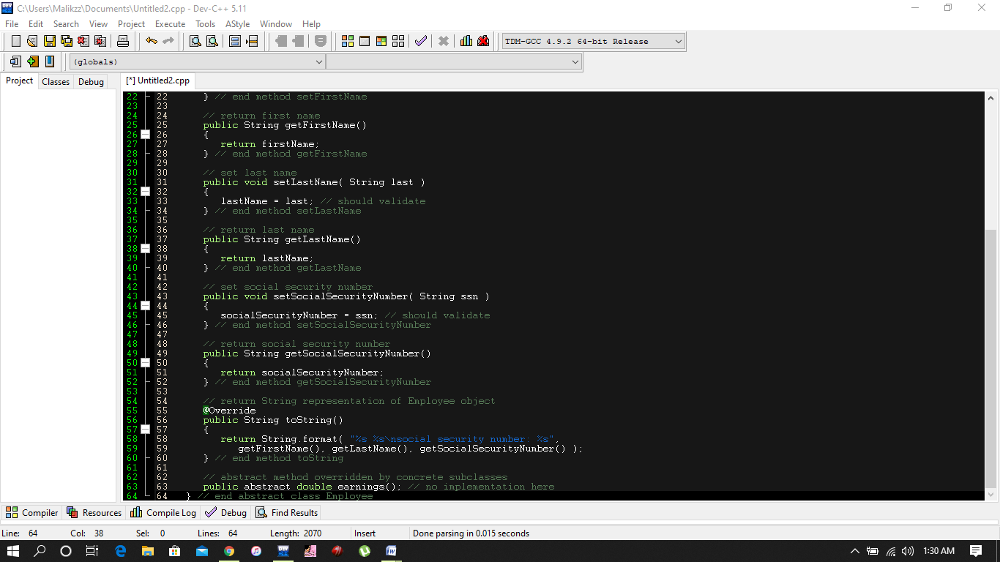 C:\Users\Malikzz\Documents\Untitled2.cpp - Dev-C++ 5.11
File Edit Search View Project Execute Tools AStyle Window Help
TDM-GCC 4.9.2 64-bit Release
(globals)
Project Classes Debug
[*] Untitled2.cpp
22 22 } // end method setFirstName
23 23
24 24 // return first name
25 25 public String getFirstName()
26 26 {
27 27 return firstName;
28 28 } // end method getFirstName
29 29
30 30 // set last name
31 31 public void setLastName( String last )
32 32 {
33 33 lastName = last; // should validate
34 34 } // end method setLastName
35 35
36 36 // return last name
37 37 public String getLastName()
38 38 {
39 39 return lastName;
40 40 } // end method getLastName
41 41
42 42 // set social security number
43 43 public void setSocialSecurityNumber( String ssn )
44 44 {
45 45 socialSecurityNumber = ssn; // should validate
46 46 } // end method setSocialSecurityNumber
47 47
48 48 // return social security number
49 49 public String getSocialSecurityNumber()
50 50 {
51 51 return socialSecurityNumber;
52 52 } // end method getSocialSecurityNumber
53 53
54 54 // return String representation of Employee object
55 55 @Override
56 56 public String toString()
57 57 {
58 58 return String.format( "%s %s\nsocial security number: %s",
59 59 getFirstName(), getLastName(), getSocialSecurityNumber() );
60 60 } // end method toString
61 61
62 62 // abstract method overridden by concrete subclasses
63 63 public abstract double earnings(); // no implementation here
64 64 } // end abstract class Employee
Compiler Resources Compile Log Debug Find Results
Line: 64 Col: 38 Sel: 0 Lines: 64 Length: 2070 Insert Done parsing in 0.015 seconds
1:30 AM